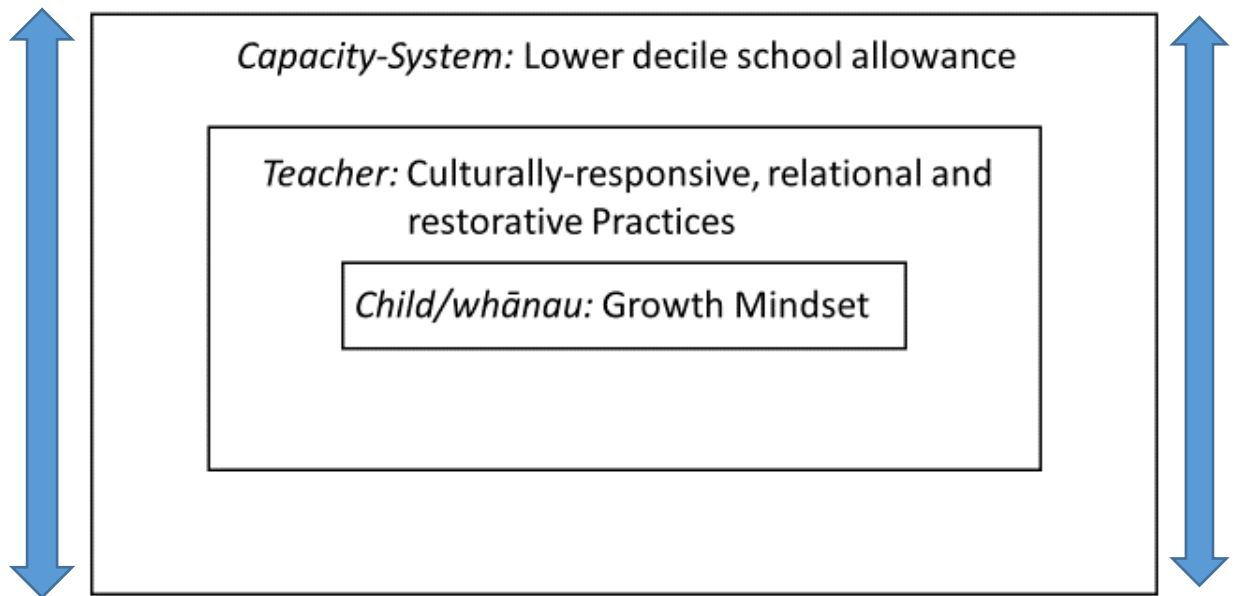 Capacity-System: Lower decile school allowance
Teacher: Culturally-responsive, relational and
restorative Practices
Child/whānau: Growth Mindset